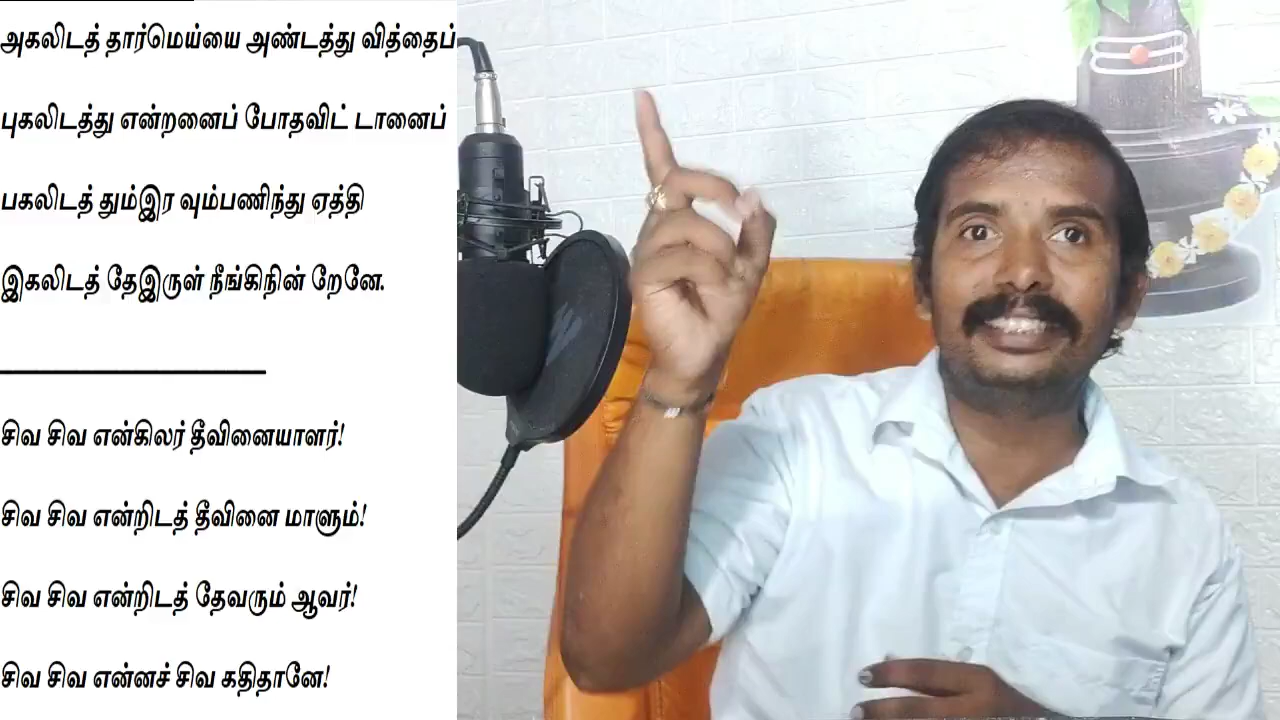 அகலிடத் தார்மெய்யை அண்டத்து வித்தைப்
புகலிடத்து என்றனைப் போதவிட் டானைப்
பகலிடத் தும்இர வும்பணிந்து ஏத்தி
இகலிடத் தேஇருள் நீங்கிநின் றேனே.
சிவ சிவ என்கிலர் தீவினையாளர்!
சிவ சிவ என்றிடத் தீவினை மாளும்!
சிவ சிவ என்றிடத் தேவரும் ஆவர்!
சிவ சிவ என்னச் சிவ கதிதானே!